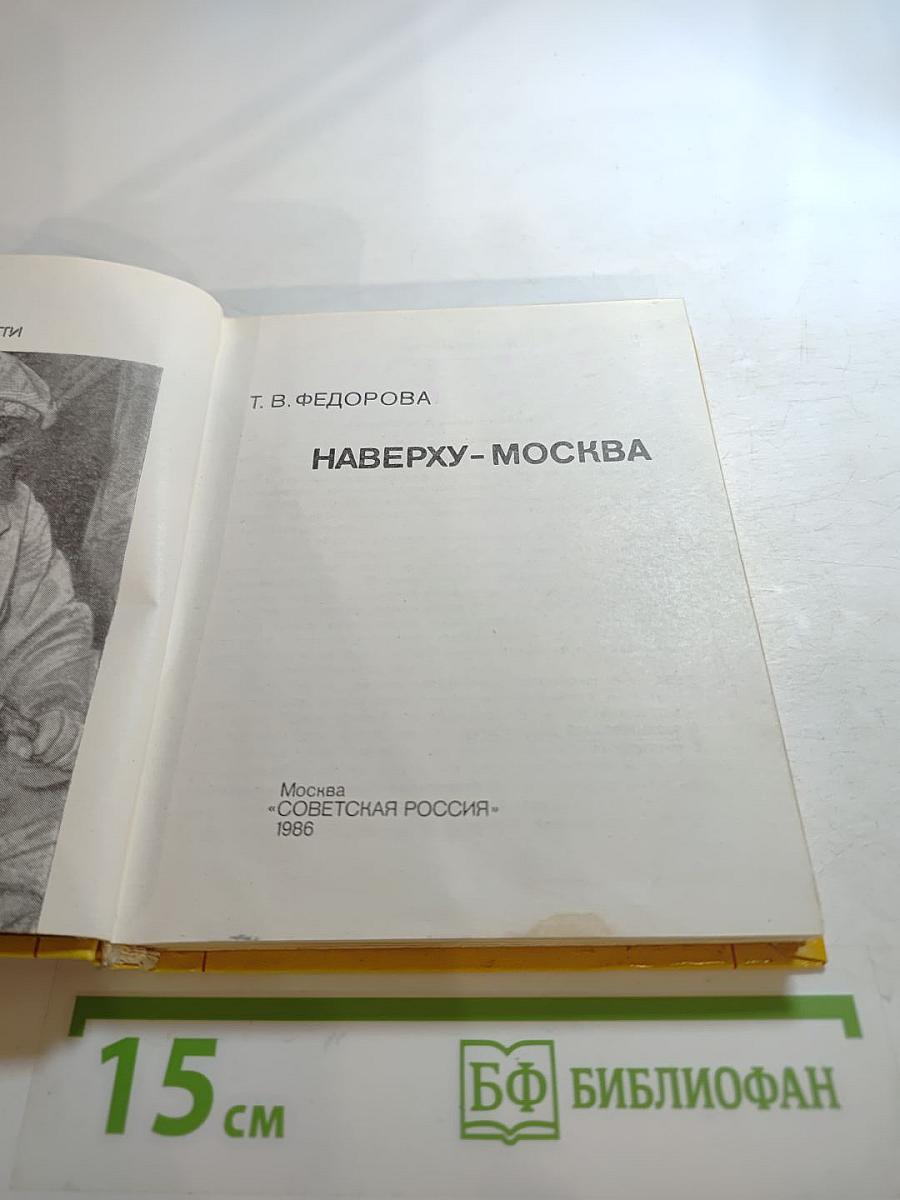 Т. В. ФЕДОРОВА
НАВЕРХУ-МОСКВА
Москва
«СОВЕТСКАЯ РОССИЯ»
1986
15 см
БФ БИБЛИОФАН